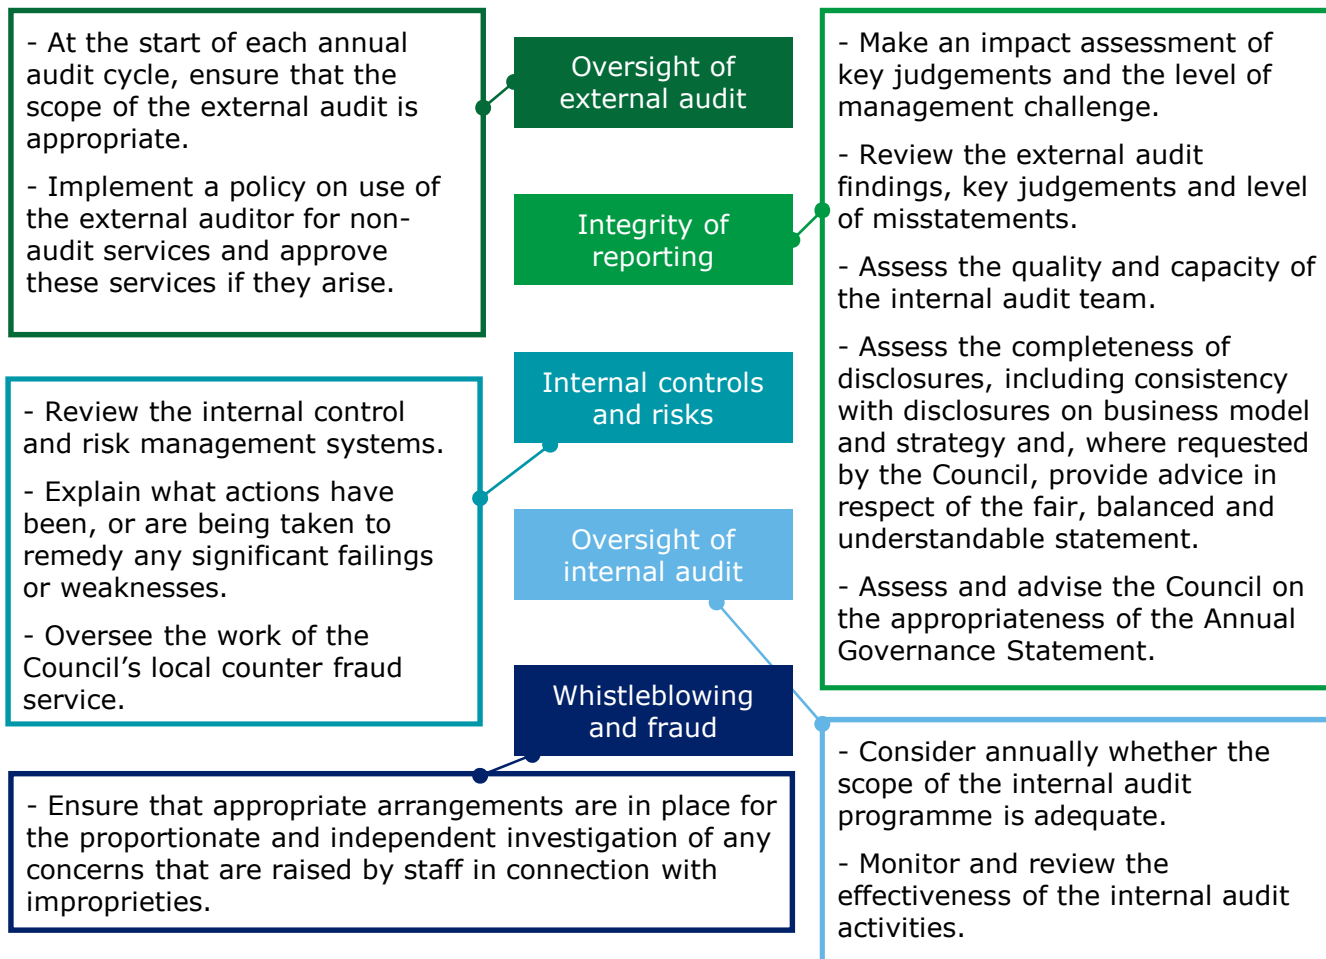 - At the start of each annual
audit cycle, ensure that the
scope of the external audit is
appropriate.
- Implement a policy on use of
the external auditor for non-
audit services and approve
these services if they arise.
Oversight of
external audit
Integrity of
reporting
- Make an impact assessment of
key judgements and the level of
management challenge.
- Review the external audit
findings, key judgements and level
of misstatements.
- Assess the quality and capacity of
the internal audit team.
- Assess the completeness of
disclosures, including consistency
with disclosures on business model
and strategy and, where requested
by the Council, provide advice in
respect of the fair, balanced and
understandable statement.
- Assess and advise the Council on
the appropriateness of the Annual
Governance Statement.
Internal controls
and risks
- Review the internal control
and risk management systems.
- Explain what actions have
been, or are being taken to
remedy any significant failings
or weaknesses.
- Oversee the work of the
Council’s local counter fraud
service.
Oversight of
internal audit
- Consider annually whether the
scope of the internal audit
programme is adequate.
- Monitor and review the
effectiveness of the internal audit
activities.
Whistleblowing
and fraud
- Ensure that appropriate arrangements are in place for
the proportionate and independent investigation of any
concerns that are raised by staff in connection with
improprieties.